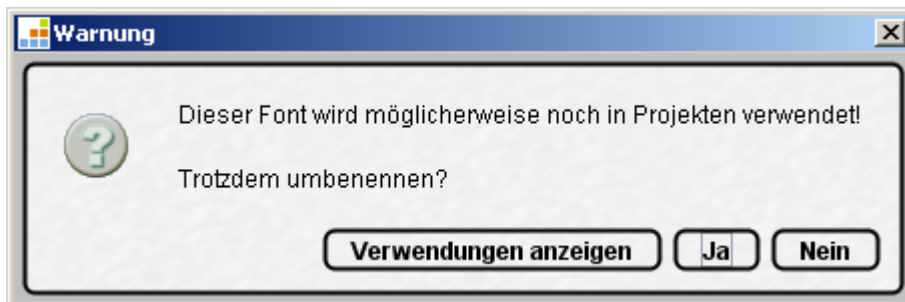 Warnung
Dieser Font wird möglicherweise noch in Projekten verwendet!
Trotzdem umbenennen?
Verwendungen anzeigen Ja Nein